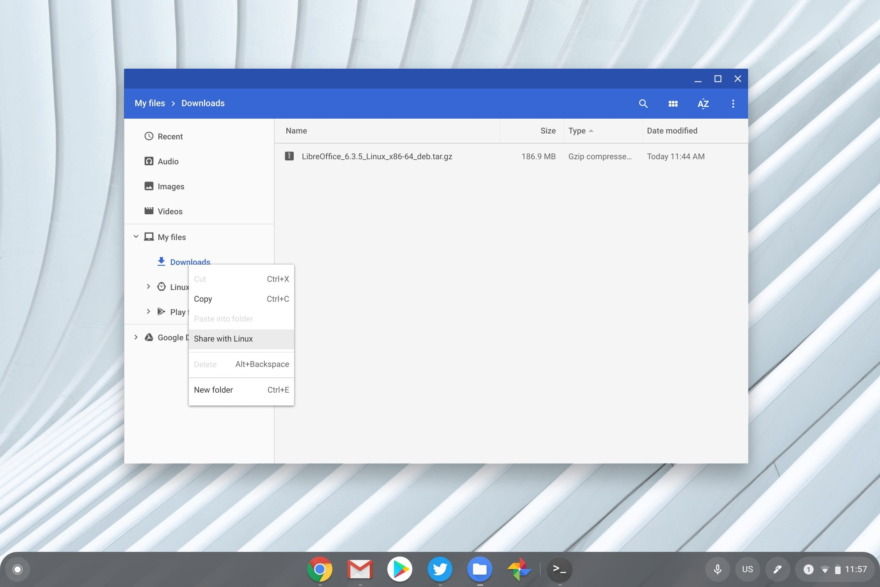 My files > Downloads
AZ
Name Size Type Date modified
Recent
LibreOffice_6.3.5_Linux_x86-64_deb.tar.gz 186.9 MB Gzip compresse... Today 11:44 AM
Audio
Images
Videos
My files
Downloads
Cut Ctrl+X
Linux
Copy Ctrl+C
Play
Paste into folder
Google
Share with Linux
Delete Alt+Backspace
New folder Ctrl+E
>_
US
1
11:57